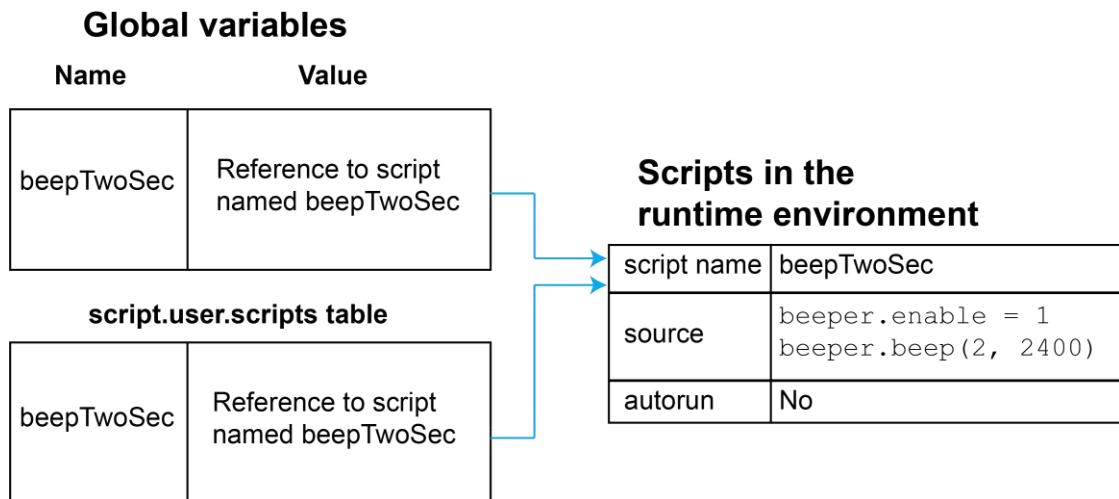 Global variables
Name Value
beepTwoSec
Reference to script
named beepTwoSec
script.user.scripts table
beepTwoSec
Reference to script
named beepTwoSec
Scripts in the
runtime environment
script name beepTwoSec
source
beeper.enable = 1
beeper.beep(2, 2400)
autorun No